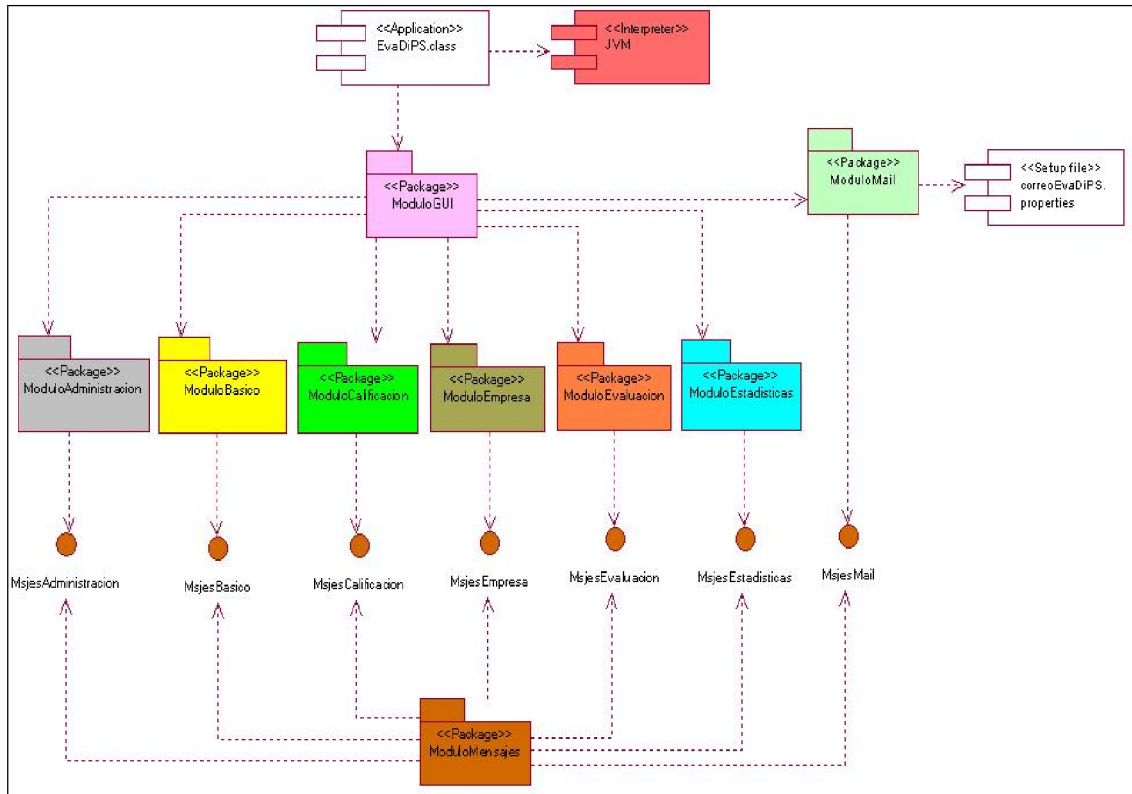 <<Application>>
EvaDiPS.class
<<Interpreter>>
JVM
<<Package>>
ModuloGUI
<<Package>>
ModuloMail
<<Setup file>>
correoEvaDiPS.
properties
<<Package>>
ModuloAdministracion
<<Package>>
ModuloBasico
<<Package>>
ModuloCalificacion
<<Package>>
ModuloEmpresa
<<Package>>
ModuloEvaluacion
<<Package>>
ModuloEstadisticas
MsjesAdministracion
MsjesBasico
MsjesCalificacion
MsjesEmpresa
MsjesEvaluacion
MsjesEstadisticas
MsjesMail
<<Package>>
ModuloMensajes